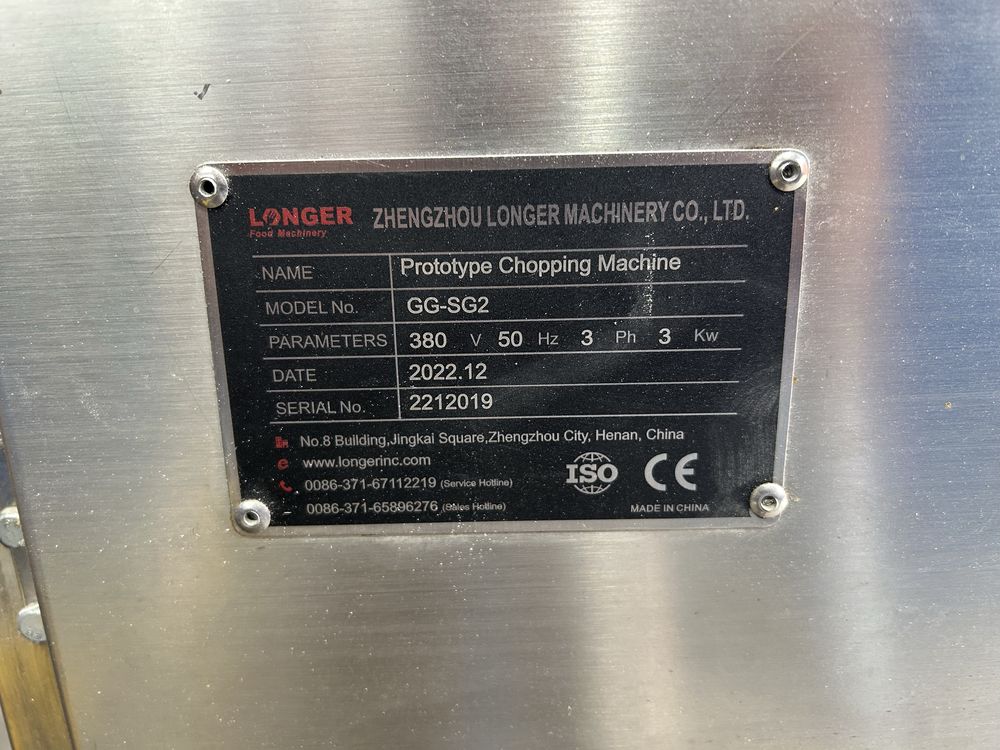 LONGER ZHENGZHOU LONGER MACHINERY CO., LTD.
Food Machinery
NAME Prototype Chopping Machine
MODEL No. GG-SG2
PARAMETERS 380 V 50 Hz 3 Ph 3 Kw
DATE 2022.12
SERIAL No. 2212019
No.8 Building,Jingkai Square,Zhengzhou City, Henan, China
www.longerinc.com
0086-371-67112219 (Service Hotline)
0086-371-65896276 (Sales Hotline)
ISO CE
MADE IN CHINA